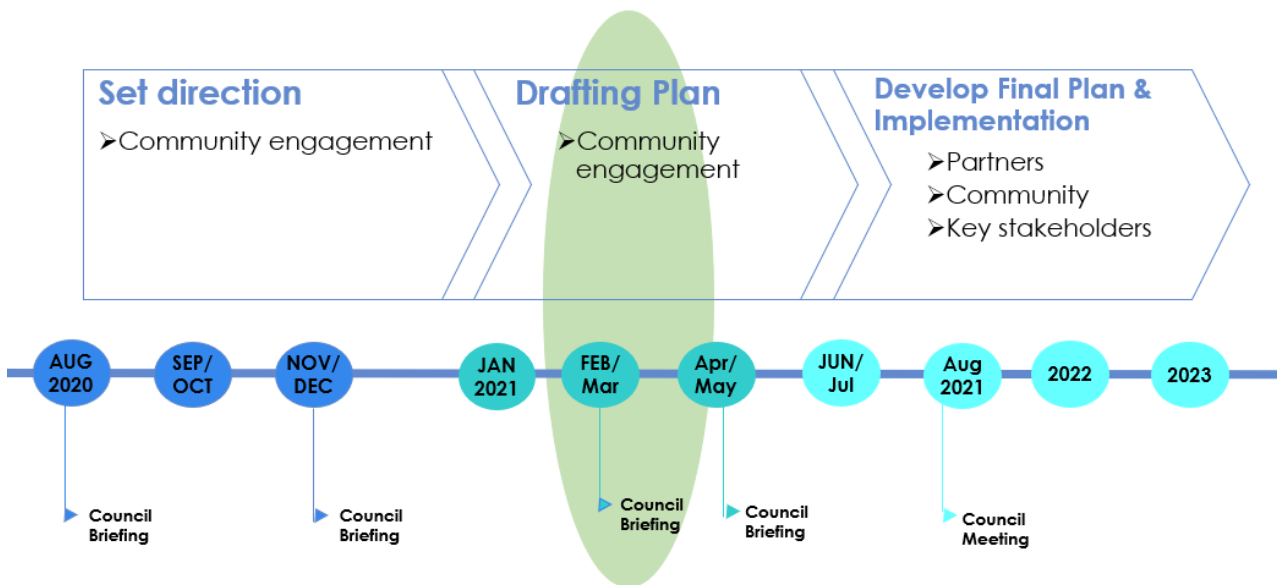 Set direction
➢Community engagement
Drafting Plan
➢Community
engagement
Develop Final Plan &
Implementation
➢Partners
➢Community
➢Key stakeholders
AUG
2020
SEP/
OCT
NOV/
DEC
JAN
2021
FEB/
Mar
Apr/
May
JUN/
Jul
Aug
2021
2022
2023
Council
Briefing
Council
Briefing
Council
Briefing
Council
Briefing
Council
Meeting